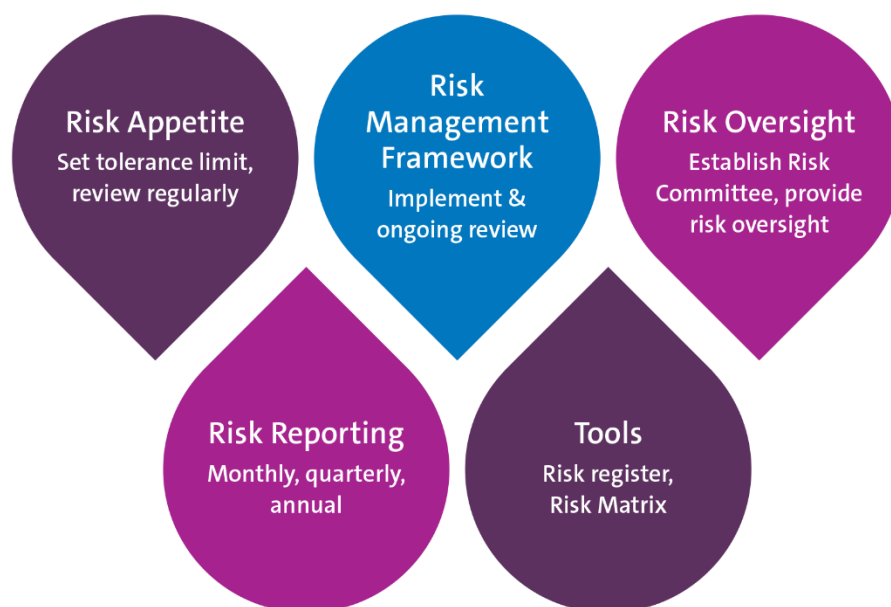 Risk Appetite
Set tolerance limit,
review regularly
Risk
Management
Framework
Implement &
ongoing review
Risk Oversight
Establish Risk
Committee, provide
risk oversight
Risk Reporting
Monthly, quarterly,
annual
Tools
Risk register,
Risk Matrix